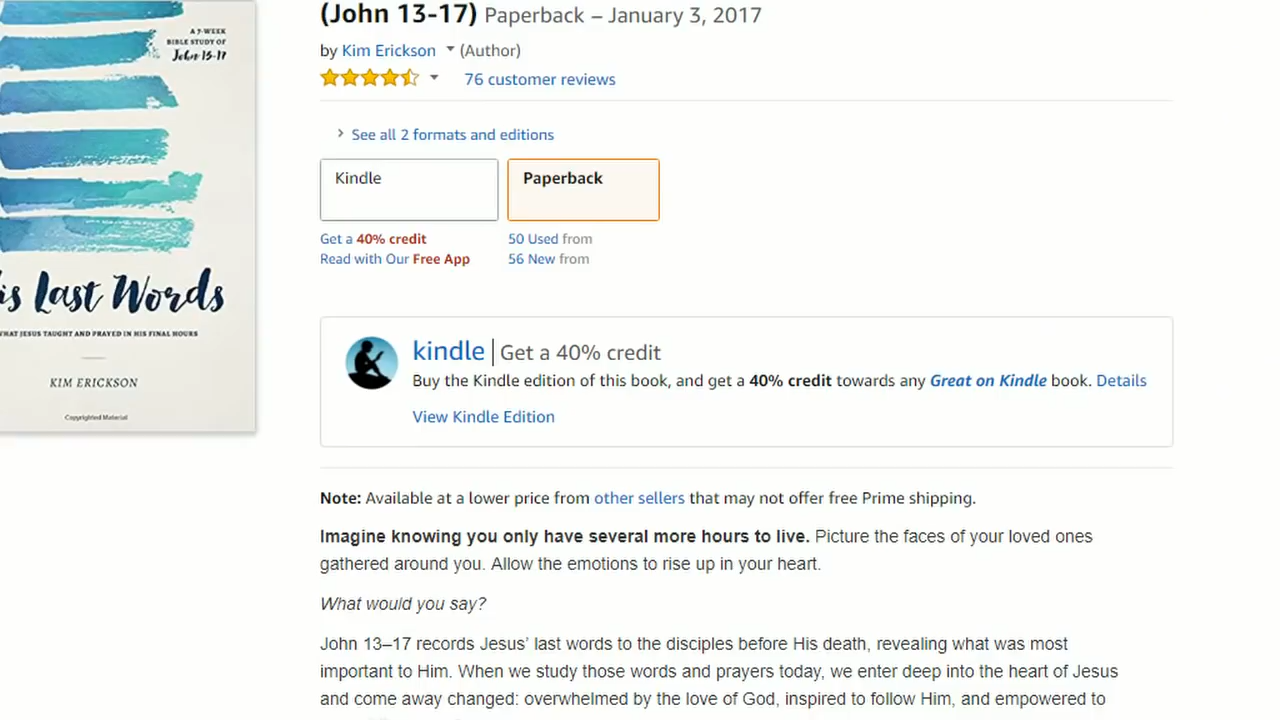 (John 13-17) Paperback – January 3, 2017
A 7-WEEK
BIBLE STUDY OF
John 13-17
by Kim Erickson (Author)
76 customer reviews
See all 2 formats and editions
Kindle
Paperback
Get a 40% credit
Read with Our Free App
50 Used from
56 New from
is Last Words
WHAT JESUS TAUGHT AND PRAYED IN HIS FINAL HOURS
KIM ERICKSON
Copyrighted Material
kindle | Get a 40% credit
Buy the Kindle edition of this book, and get a 40% credit towards any Great on Kindle book. Details
View Kindle Edition
Note: Available at a lower price from other sellers that may not offer free Prime shipping.
Imagine knowing you only have several more hours to live. Picture the faces of your loved ones
gathered around you. Allow the emotions to rise up in your heart.
What would you say?
John 13–17 records Jesus’ last words to the disciples before His death, revealing what was most
important to Him. When we study those words and prayers today, we enter deep into the heart of Jesus
and come away changed: overwhelmed by the love of God, inspired to follow Him, and empowered to